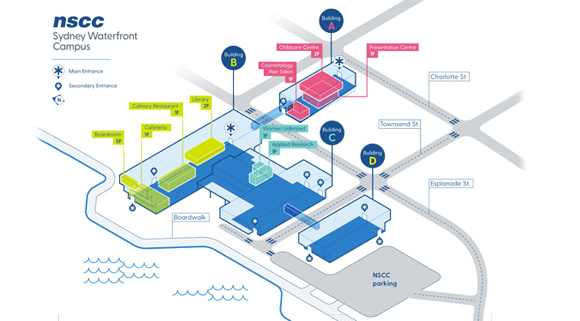 nscc
Sydney Waterfront
Campus
Main Entrance
Secondary Entrance
N
Building
A
Childcare Centre
2F
Presentation Centre
1F
Cosmetology
Hair Salon
1F
Building
B
Library
2F
Culinary Restaurant
1F
Cafeteria
1F
Boardroom
5F
Women Unlimited
1F
Applied Research
1F
Building
C
Building
D
Charlotte St.
Townsend St.
Esplanade St.
Boardwalk
NSCC
parking